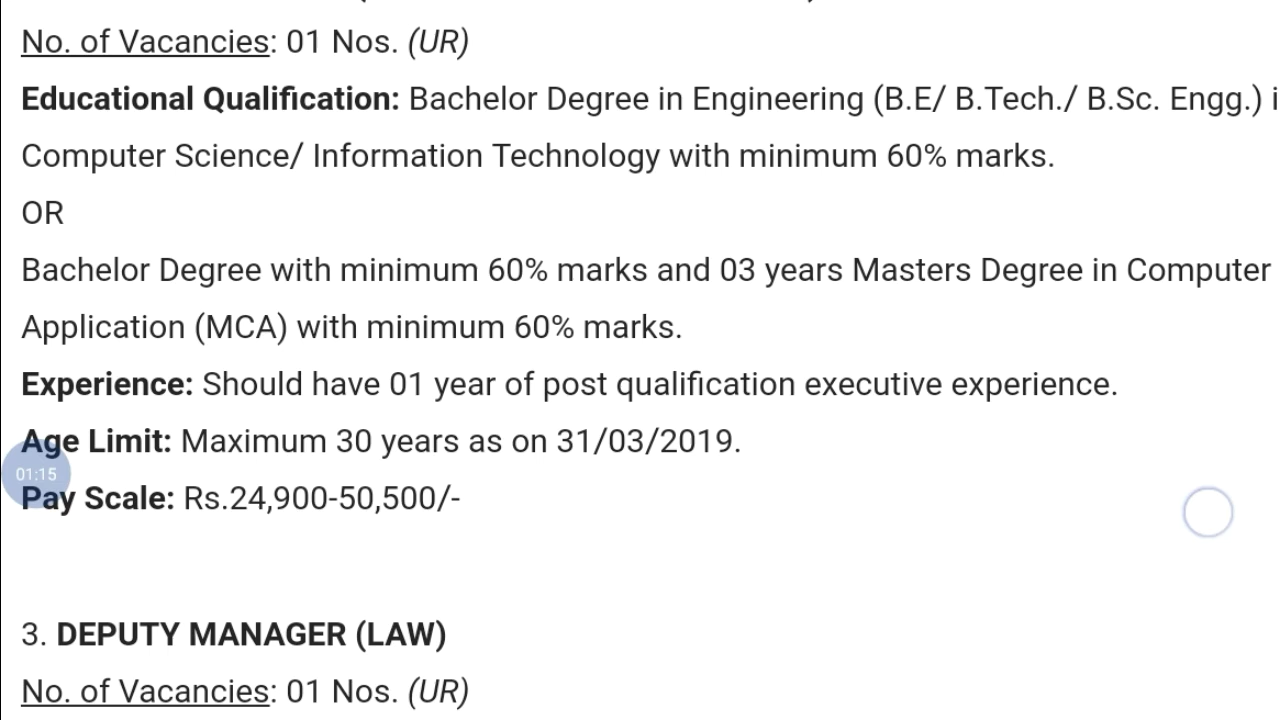 No. of Vacancies: 01 Nos. (UR)
Educational Qualification: Bachelor Degree in Engineering (B.E/ B.Tech./ B.Sc. Engg.) i
Computer Science/ Information Technology with minimum 60% marks.
OR
Bachelor Degree with minimum 60% marks and 03 years Masters Degree in Computer
Application (MCA) with minimum 60% marks.
Experience: Should have 01 year of post qualification executive experience.
Age Limit: Maximum 30 years as on 31/03/2019.
01:15
Pay Scale: Rs.24,900-50,500/-
3. DEPUTY MANAGER (LAW)
No. of Vacancies: 01 Nos. (UR)